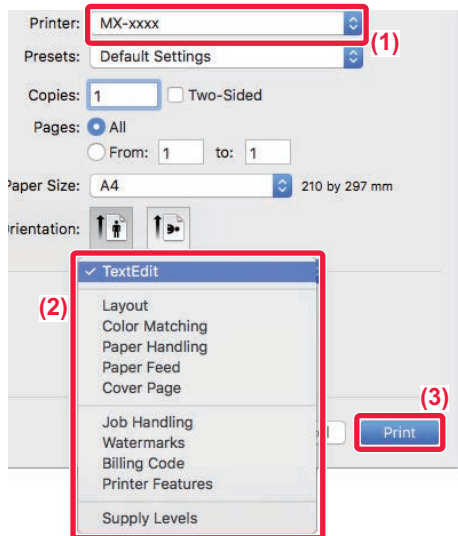 Printer: MX-xxxx
(1)
Presets: Default Settings
Copies: 1 Two-Sided
Pages: All
From: 1 to: 1
Paper Size: A4 210 by 297 mm
rientation:
✓ TextEdit
(2)
Layout
Color Matching
Paper Handling
Paper Feed
Cover Page
(3)
Job Handling
Watermarks
Billing Code
Printer Features
Print
Supply Levels